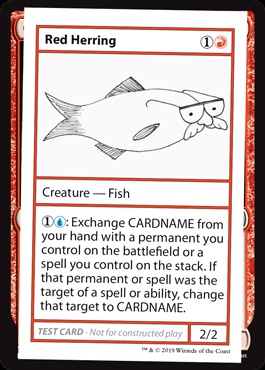 Red Herring 1
Creature — Fish
1: Exchange CARDNAME from
your hand with a permanent you
control on the battlefield or a
spell you control on the stack. If
that permanent or spell was the
target of a spell or ability, change
that target to CARDNAME.
TEST CARD - Not for constructed play
2/2
™ & © 2019 Wizards of the Coast